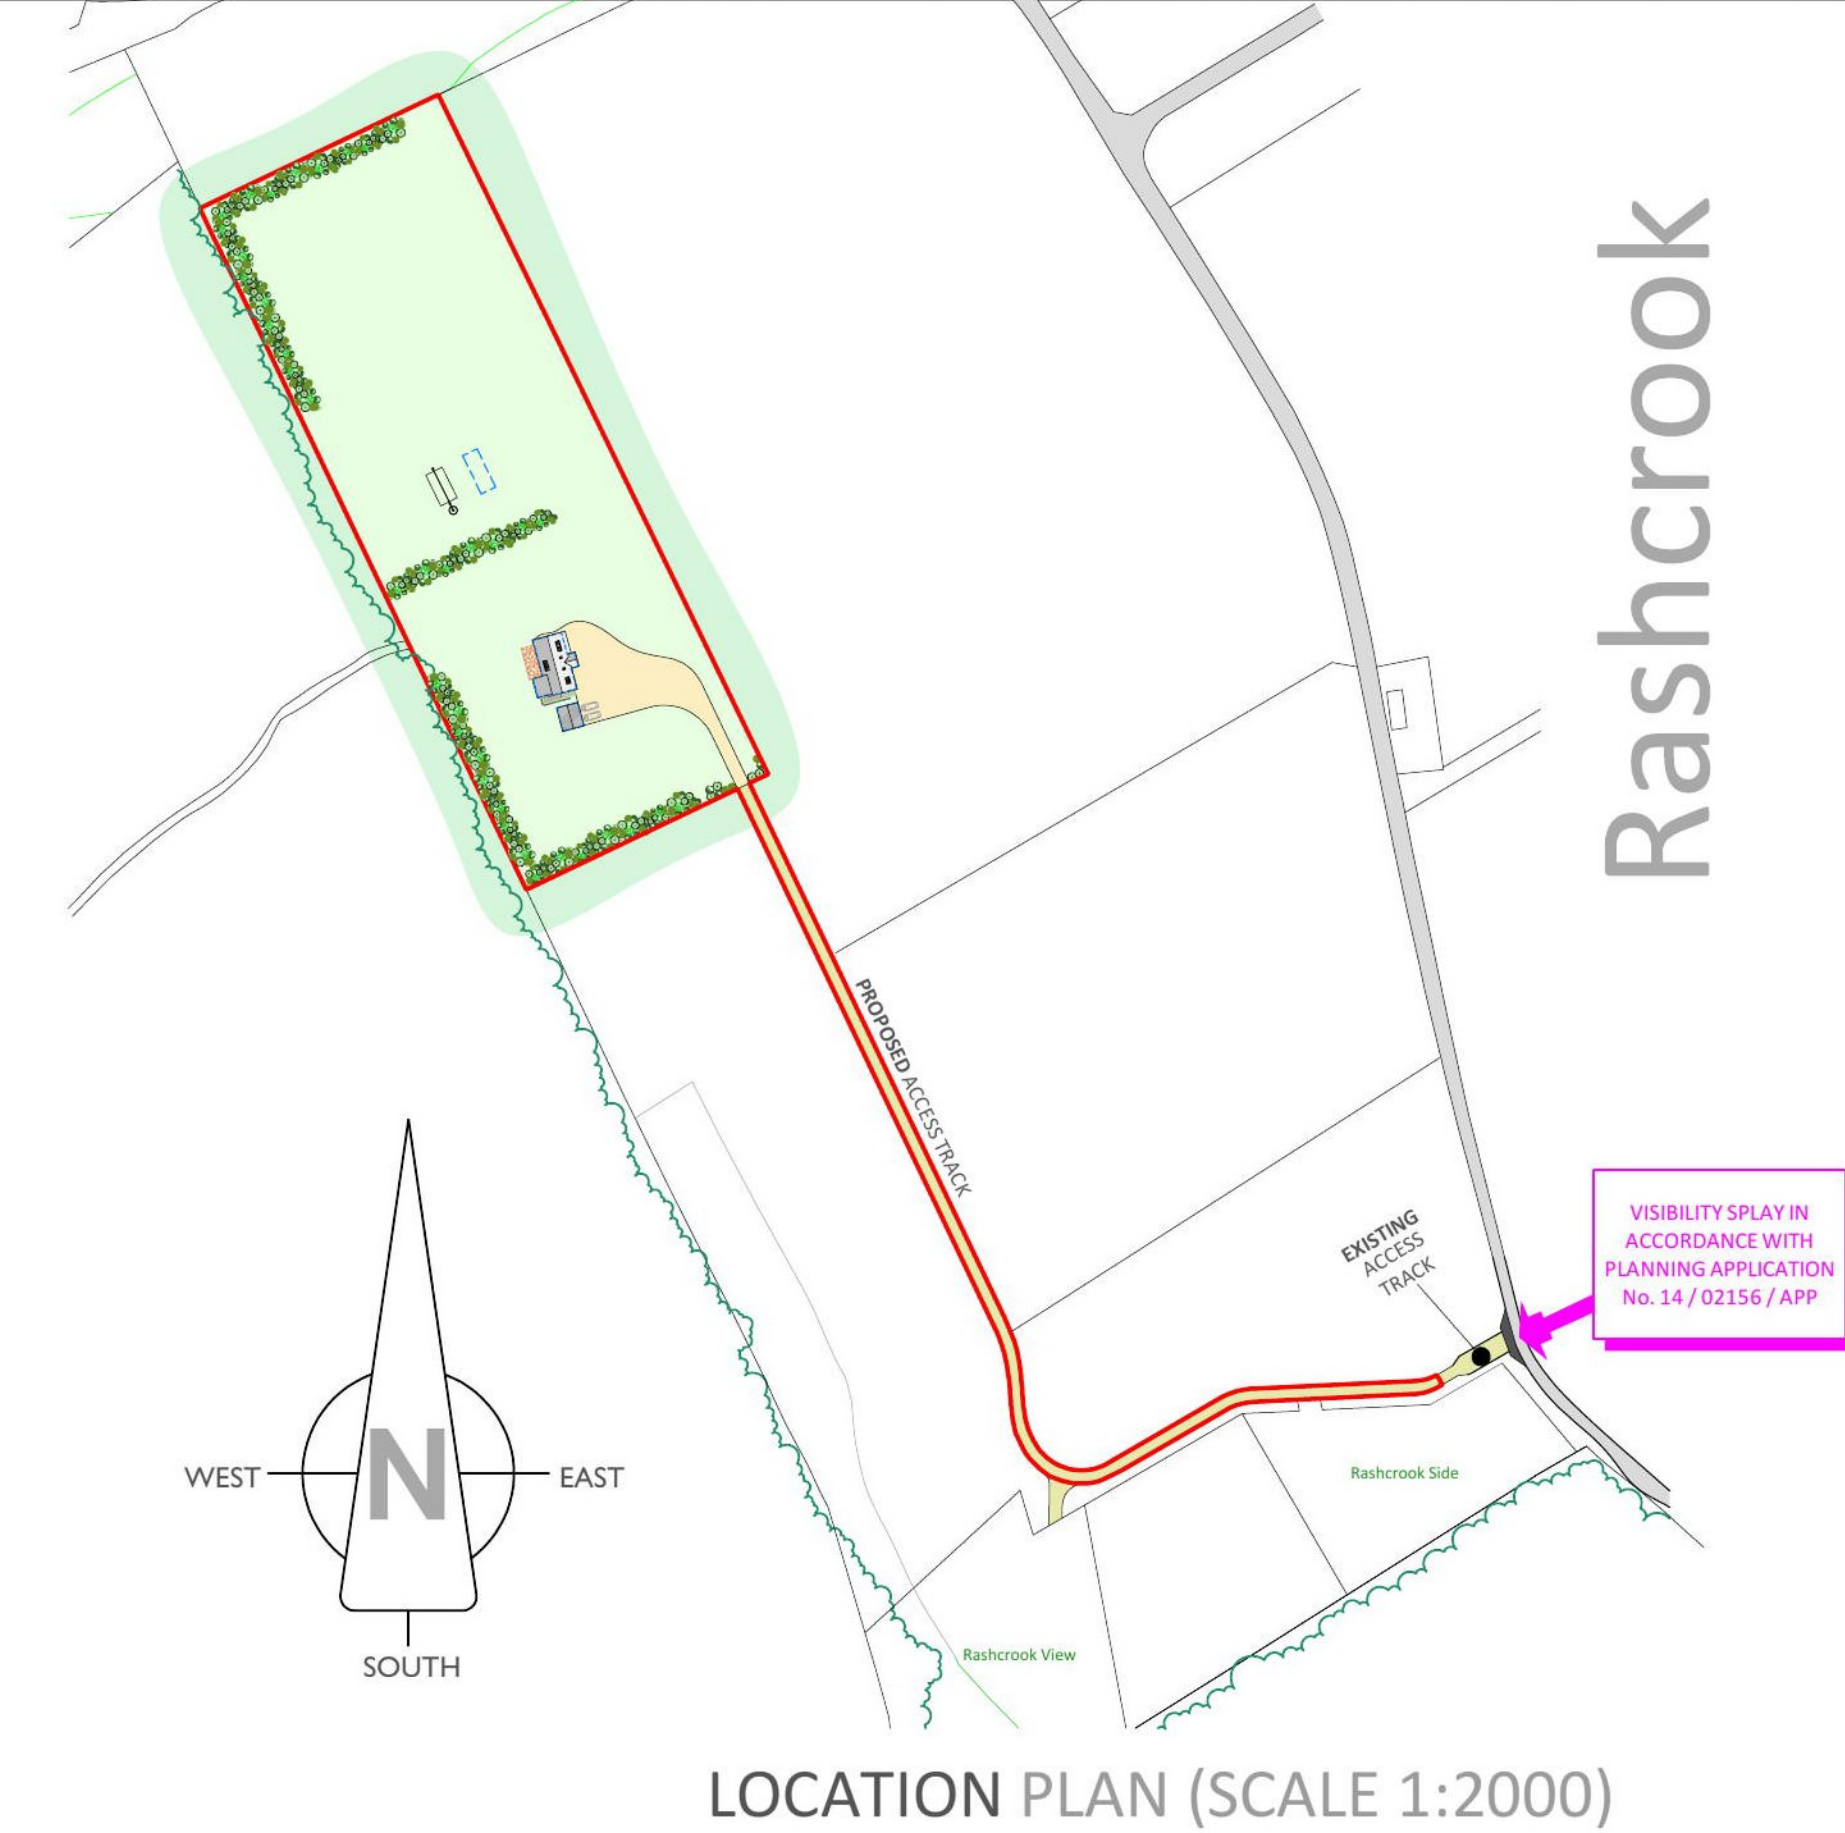 Rashcrook
PROPOSED ACCESS TRACK
EXISTING
ACCESS
TRACK
VISIBILITY SPLAY IN
ACCORDANCE WITH
PLANNING APPLICATION
No. 14 / 02156 / APP
WEST
N
EAST
SOUTH
Rashcrook Side
Rashcrook View
LOCATION PLAN (SCALE 1:2000)